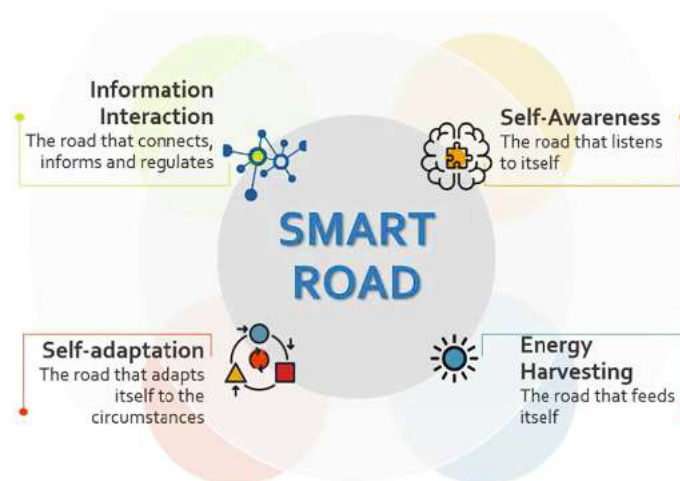 Information
Interaction
The road that connects,
informs and regulates
Self-Awareness
The road that listens
to itself
SMART
ROAD
Self-adaptation
The road that adapts
itself to the
circumstances
Energy
Harvesting
The road that feeds
itself